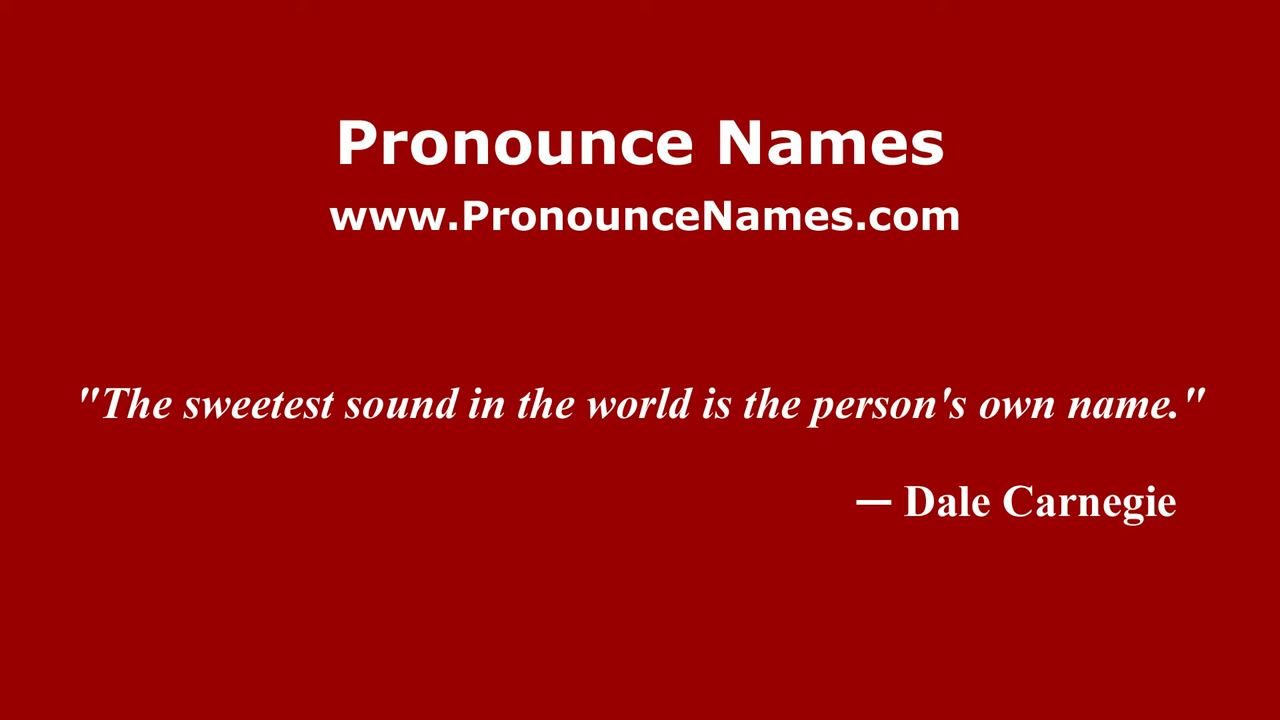 Pronounce Names
www.PronounceNames.com
"The sweetest sound in the world is the person's own name."
— Dale Carnegie